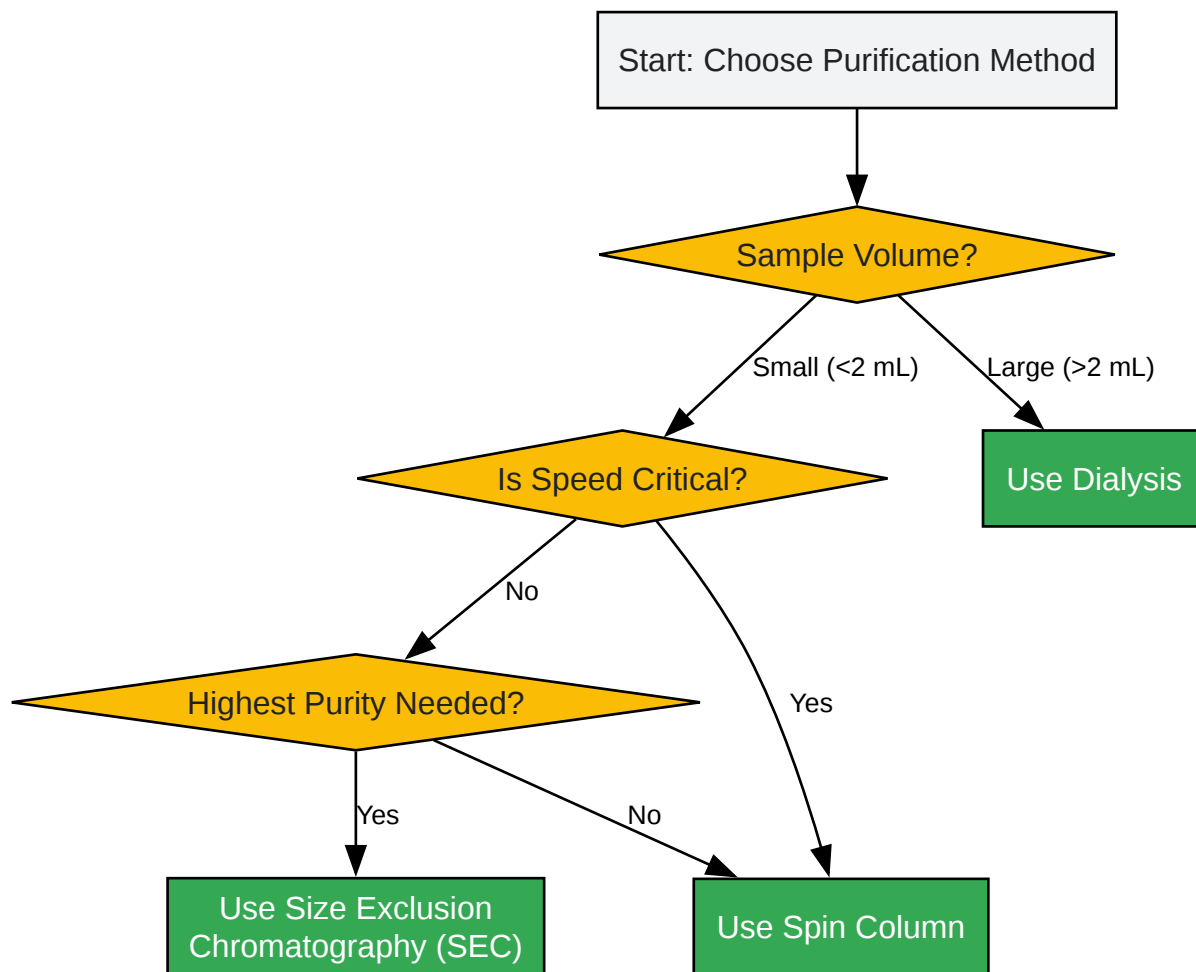 Start: Choose Purification Method
Sample Volume?
Small (<2 mL)
Large (>2 mL)
Is Speed Critical?
Use Dialysis
No
Highest Purity Needed?
Yes
Yes
No
Use Size Exclusion
Chromatography (SEC)
Use Spin Column